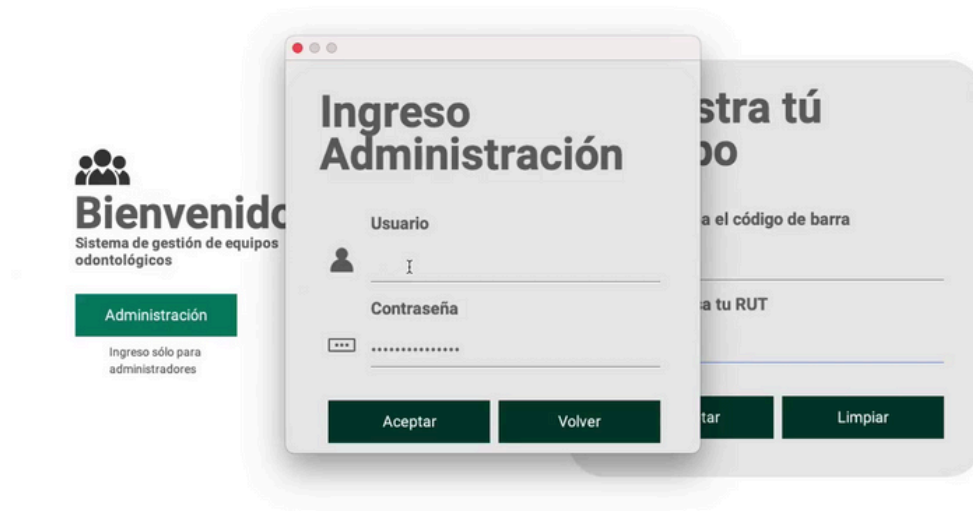 Bienvenido
Sistema de gestión de equipos
odontológicos
Administración
Ingreso sólo para
administradores
Ingreso
Administración
Usuario
Contraseña
Aceptar
Volver
stra tú
po
a el código de barra
sa tu RUT
tar
Limpiar